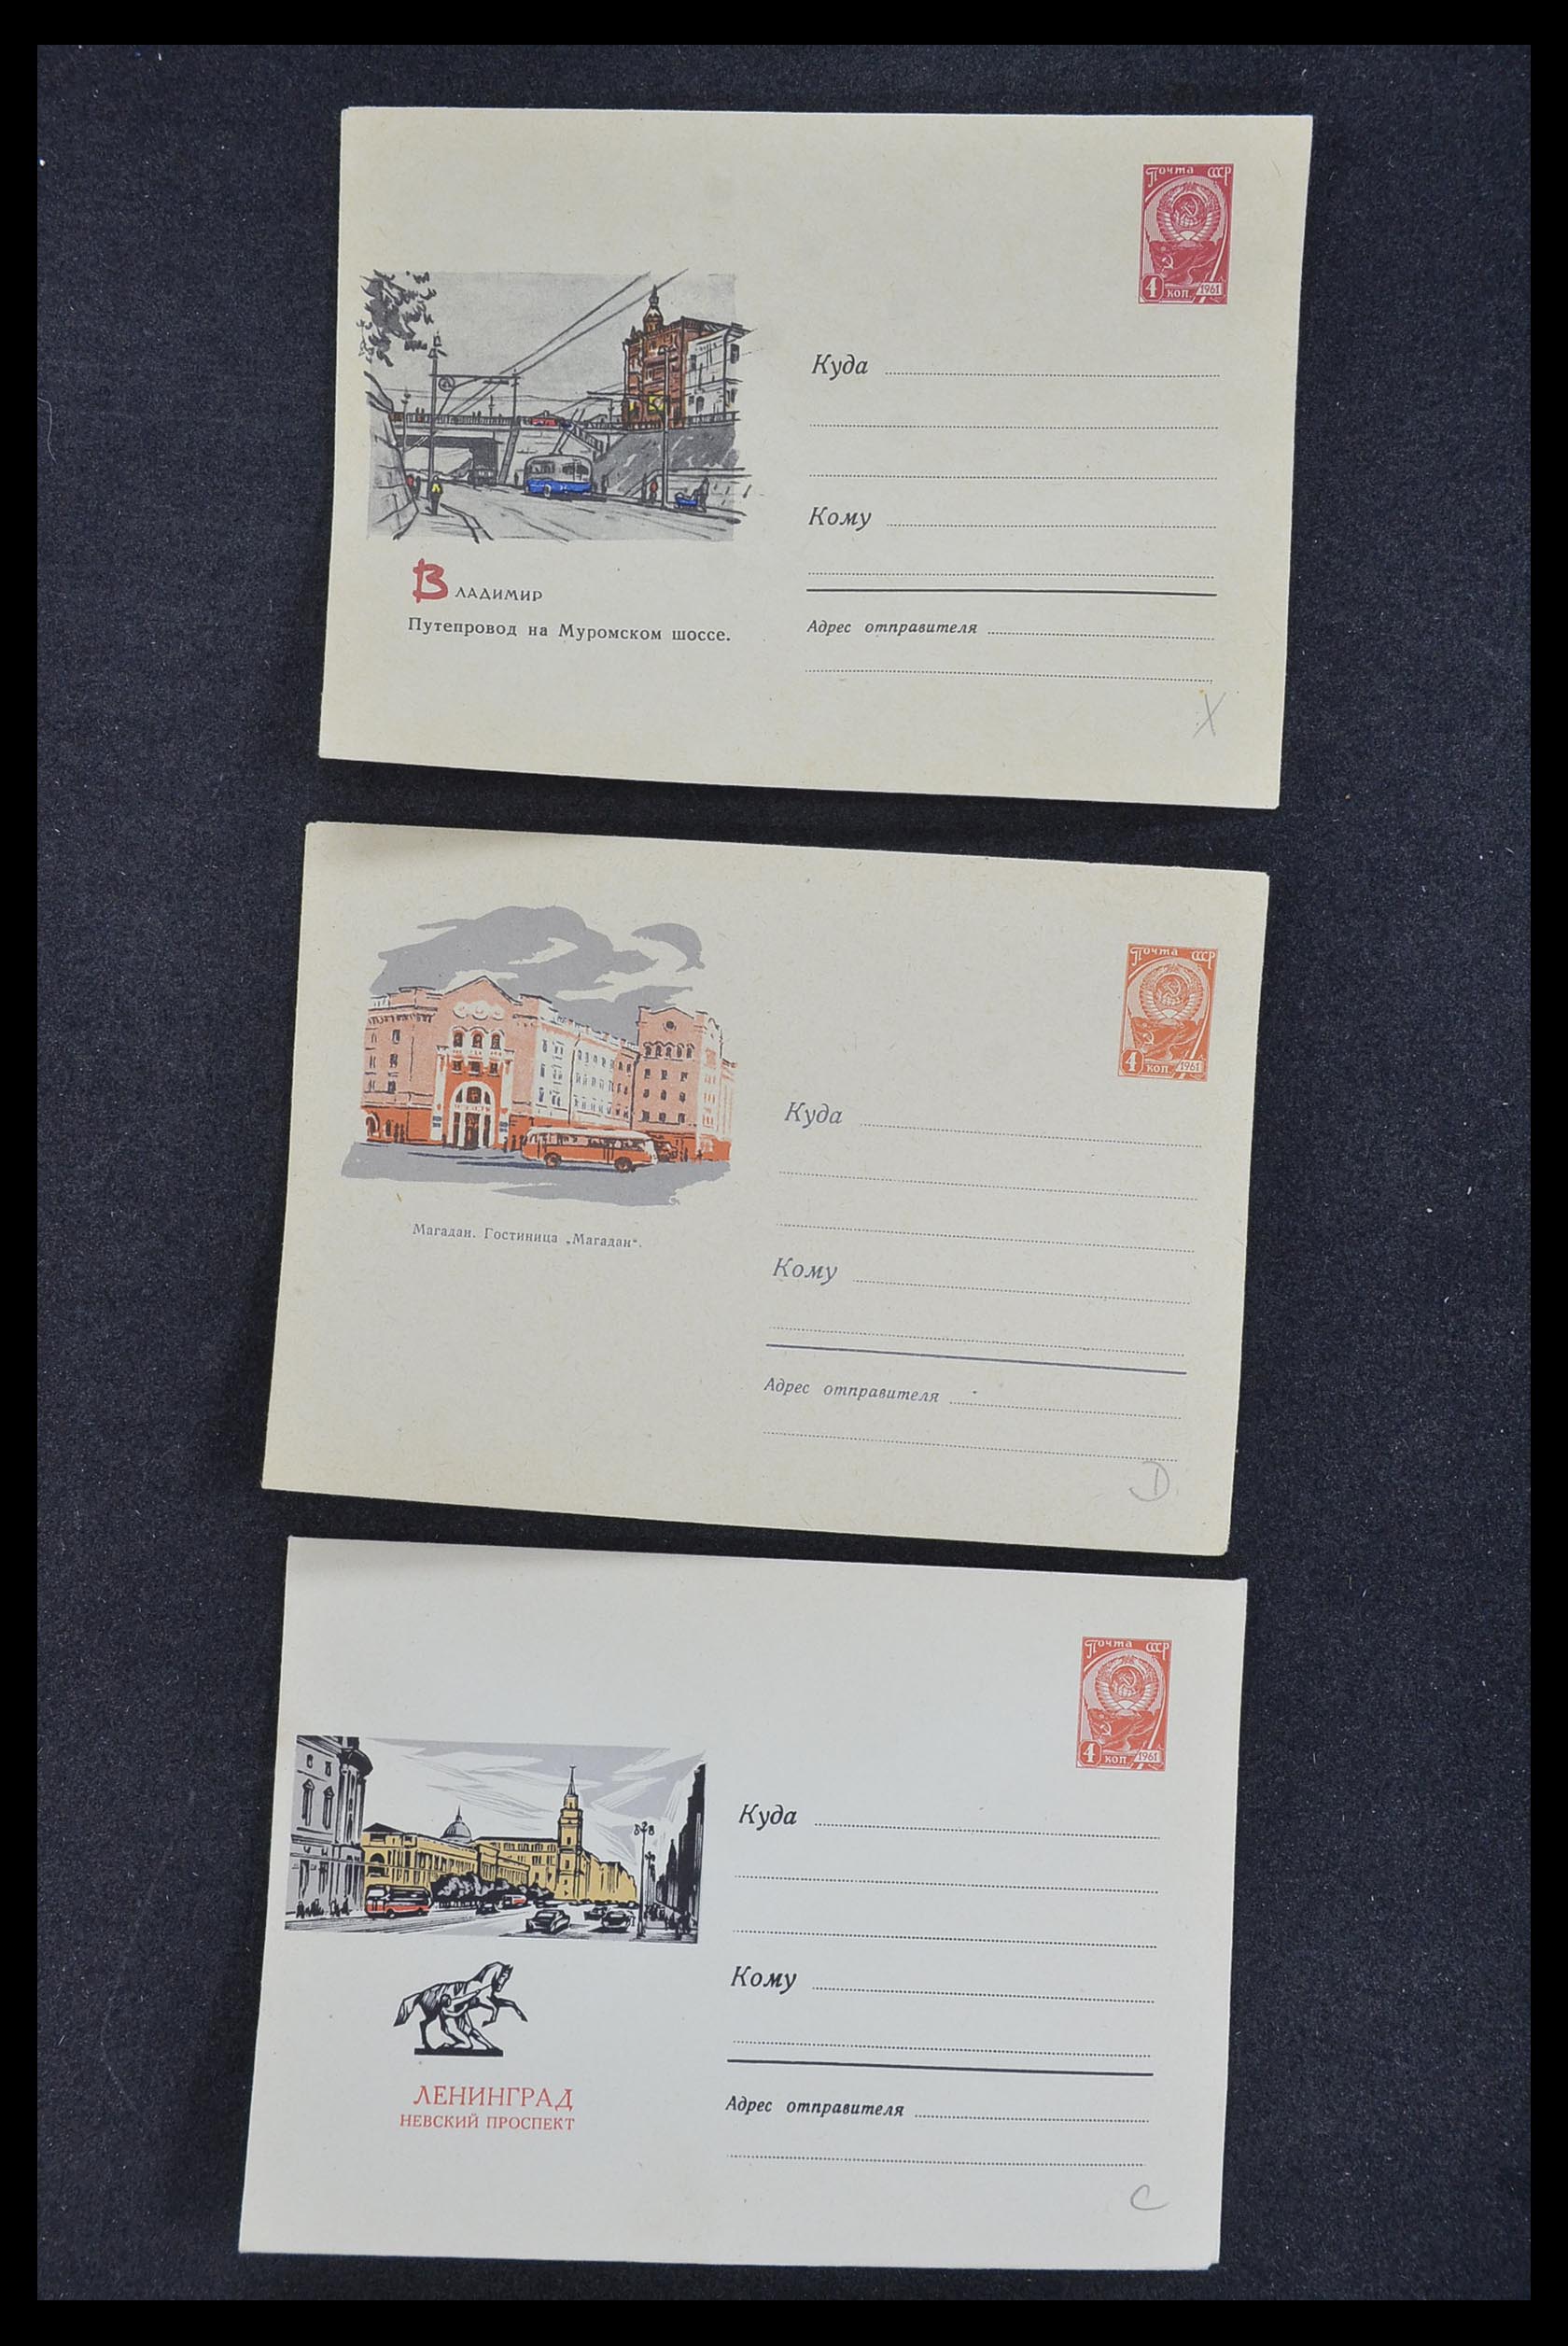 Почта СССР
4 коп 1961
Куда
Кому
Владимир
Путепровод на Муромском шоссе.
Адрес отправителя
X
Почта СССР
4 коп. 1961
Куда
Магадан. Гостиница „Магадан“.
Кому
Адрес отправителя
D
Почта СССР
4 коп 1961
Куда
Кому
ЛЕНИНГРАД
НЕВСКИЙ ПРОСПЕКТ
Адрес отправителя
C